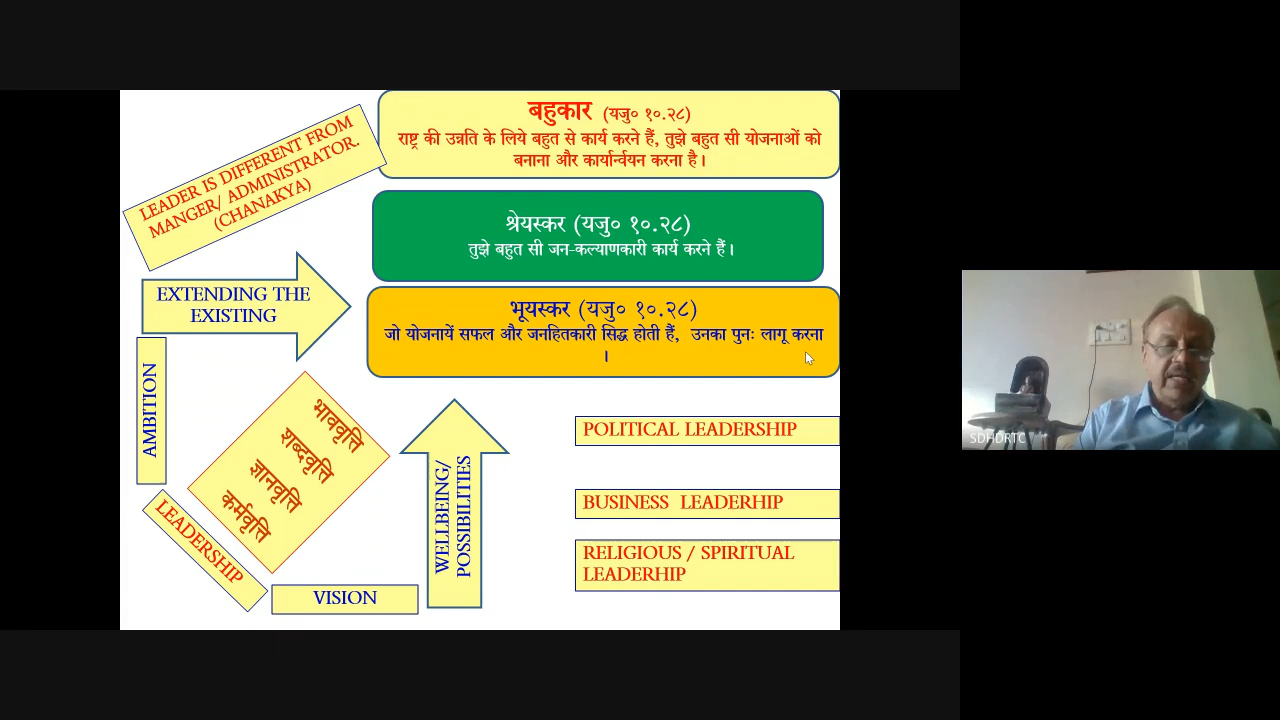 बहुकार (यजु० १०.२८)
राष्ट्र की उन्नति के लिये बहुत से कार्य करने हैं, तुझे बहुत सी योजनाओं को
बनाना और कार्यार्न्वयन करना है।
LEADER IS DIFFERENT FROM
MANGER/ ADMINISTRATOR.
(CHANAKYA)
श्रेयस्कर (यजु० १०.२८)
तुझे बहुत सी जन-कल्याणकारी कार्य करने हैं।
EXTENDING THE
EXISTING
भूयस्कर (यजु० १०.२८)
जो योजनायें सफल और जनहितकारी सिद्ध होती हैं, उनका पुनः लागू करना
।
AMBITION
भाववृत्ति
शब्दवृत्ति
ज्ञानवृत्ति
कर्मवृत्ति
LEADERSHIP
VISION
WELLBEING/
POSSIBILITIES
POLITICAL LEADERSHIP
BUSINESS LEADERHIP
RELIGIOUS / SPIRITUAL
LEADERHIP
SDHDRTC